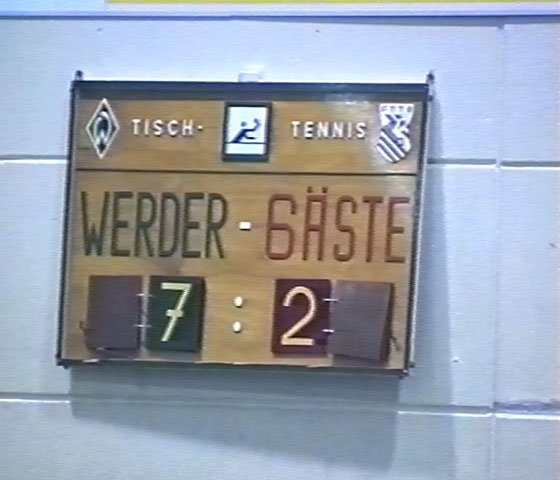 TISCH- TENNIS
WERDER - GÄSTE
7 : 2